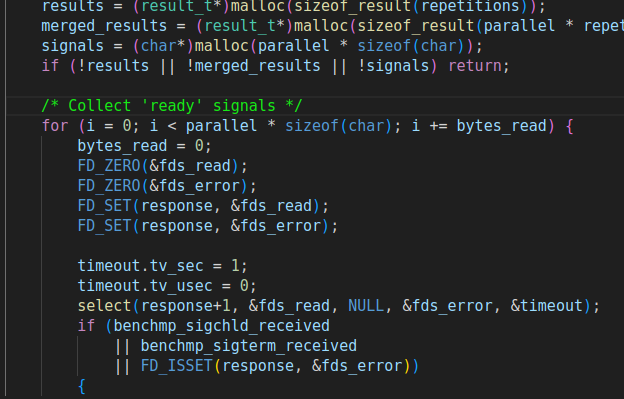 results = (result_t*)malloc(sizeof_result(repetitions));
merged_results = (result_t*)malloc(sizeof_result(parallel * repet
signals = (char*)malloc(parallel * sizeof(char));
if (!results || !merged_results || !signals) return;
/* Collect 'ready' signals */
for (i = 0; i < parallel * sizeof(char); i += bytes_read) {
bytes_read = 0;
FD_ZERO(&fds_read);
FD_ZERO(&fds_error);
FD_SET(response, &fds_read);
FD_SET(response, &fds_error);
timeout.tv_sec = 1;
timeout.tv_usec = 0;
select(response+1, &fds_read, NULL, &fds_error, &timeout);
if (benchmp_sigchld_received
|| benchmp_sigterm_received
|| FD_ISSET(response, &fds_error))
{